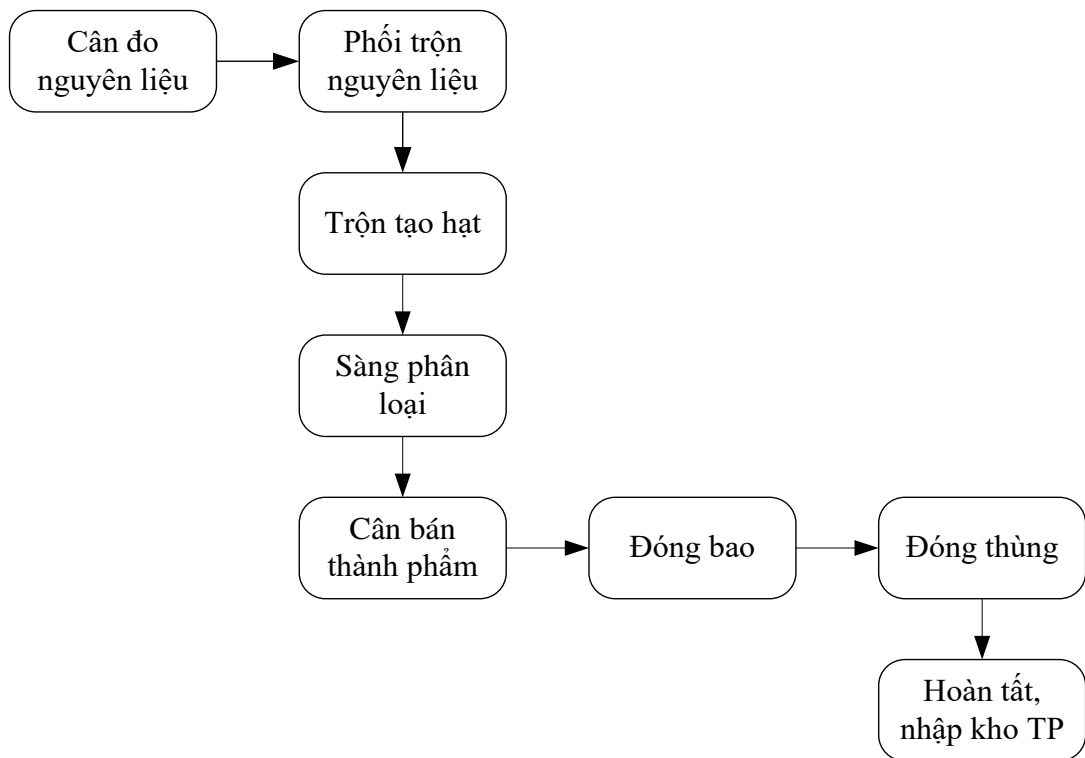 Cân đo
nguyên liệu
Phối trộn
nguyên liệu
Trộn tạo hạt
Sàng phân
loại
Cân bán
thành phẩm
Đóng bao
Đóng thùng
Hoàn tất,
nhập kho TP